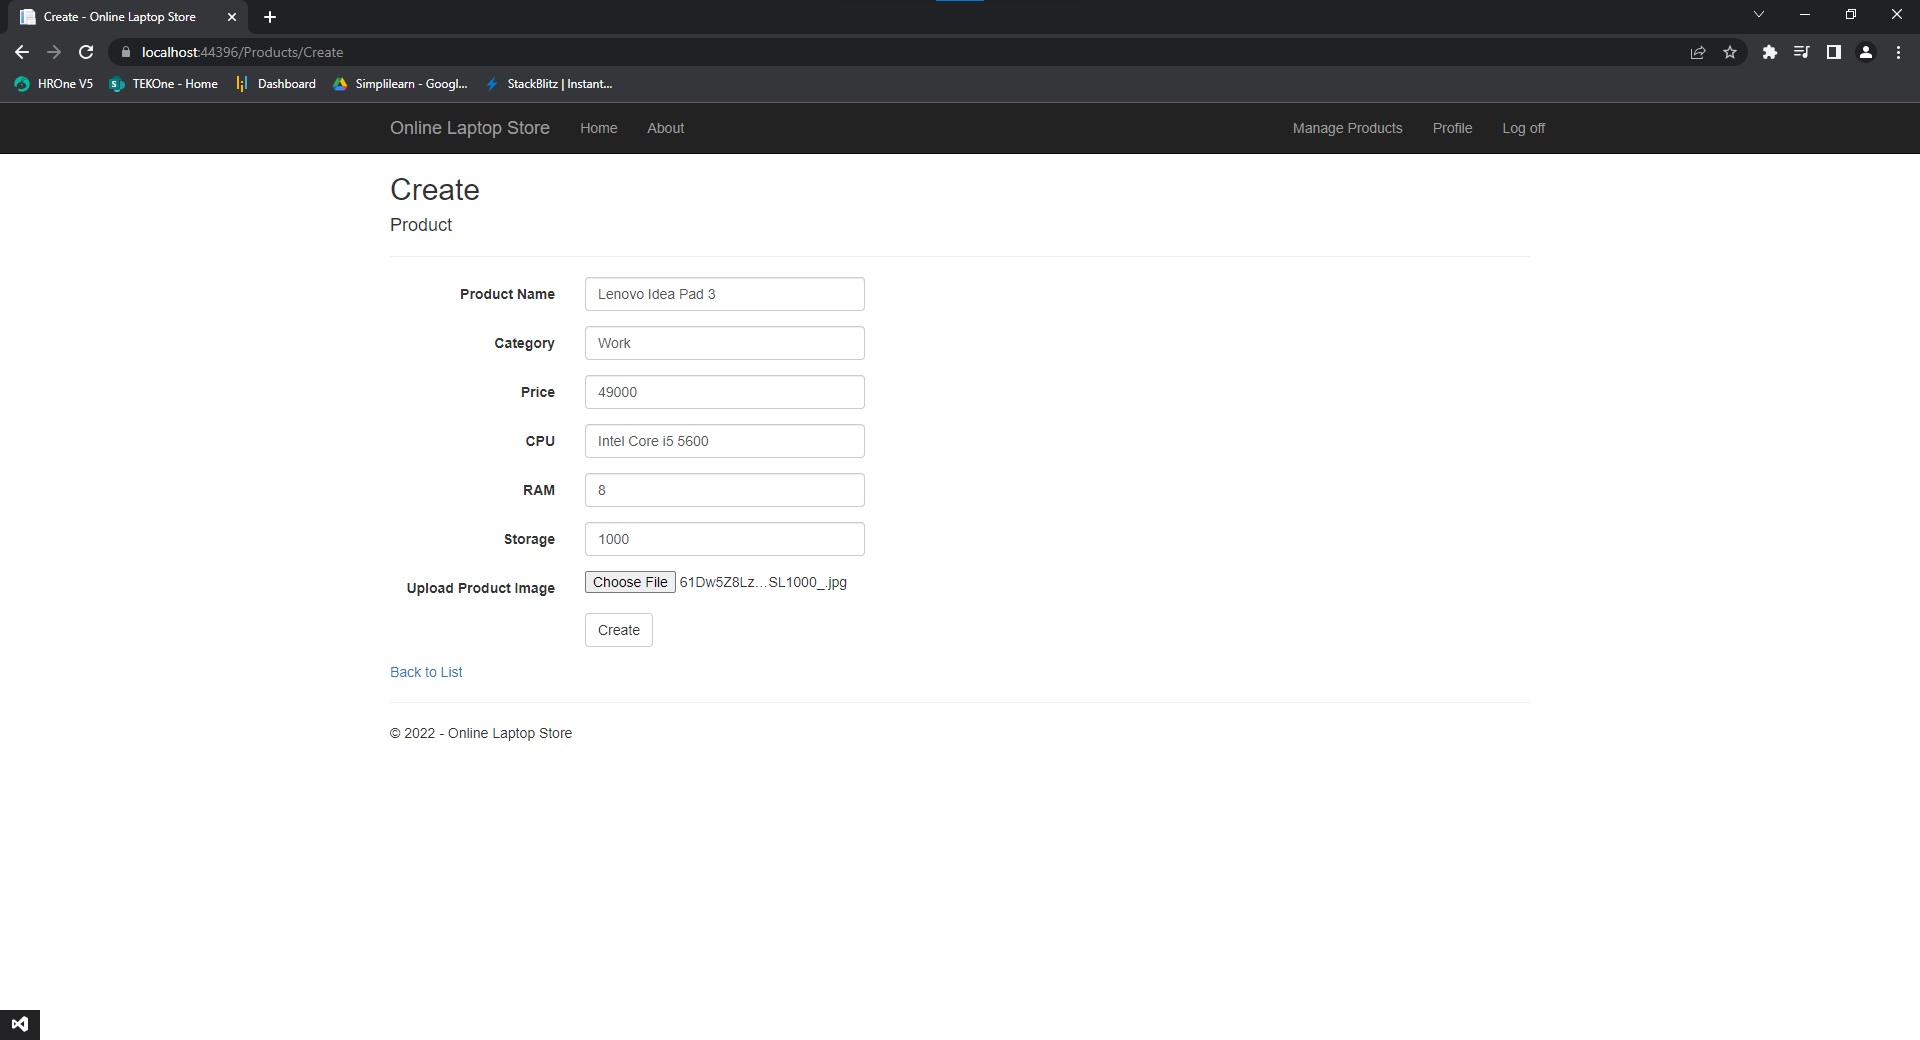 Create - Online Laptop Store
localhost:44396/Products/Create
HROne V5 TEKOne - Home Dashboard Simplilearn - Googl... StackBlitz | Instant...
Online Laptop Store Home About Manage Products Profile Log off
Create
Product
Product Name Lenovo Idea Pad 3
Category Work
Price 49000
CPU Intel Core i5 5600
RAM 8
Storage 1000
Upload Product Image Choose File 61Dw5Z8Lz...SL1000_.jpg
Create
Back to List
© 2022 - Online Laptop Store